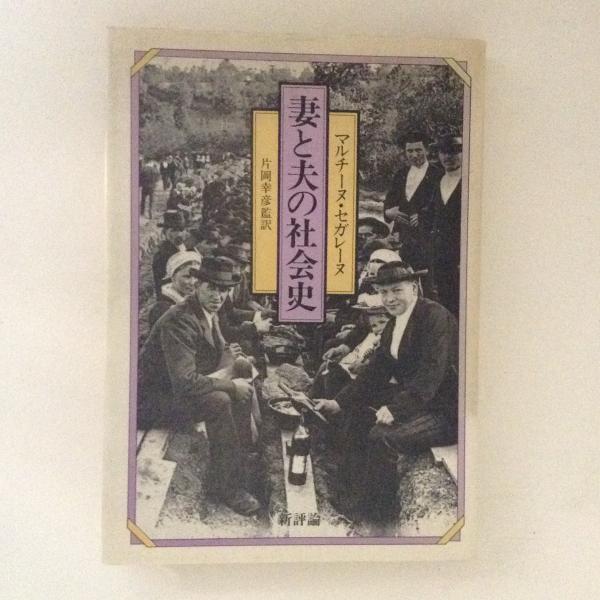 マルチーヌ・セガレーヌ
妻と夫の社会史
片岡幸彦監訳
新評論